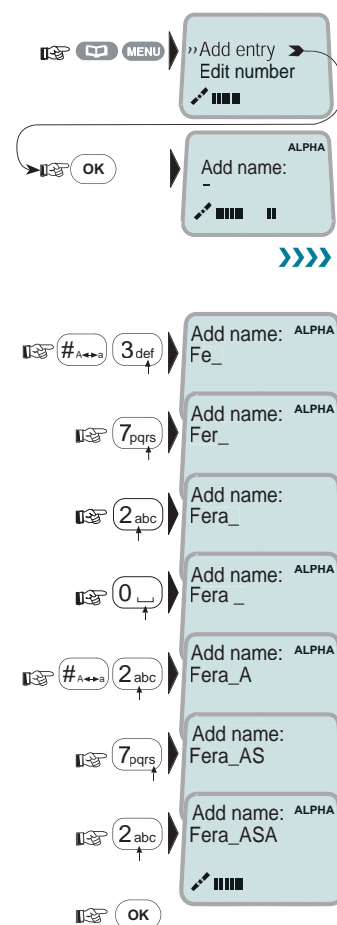 MENU
››Add entry
Edit number
OK
ALPHA
Add name:
-
››››
#A◂▸a 3def
Add name: ALPHA
Fe_
7pqrs
Add name: ALPHA
Fer_
2abc
Add name:
Fera_
0
Add name: ALPHA
Fera _
#A◂▸a 2abc
Add name: ALPHA
Fera_A
7pqrs
Add name:
Fera_AS
2abc
Add name: ALPHA
Fera_ASA
OK